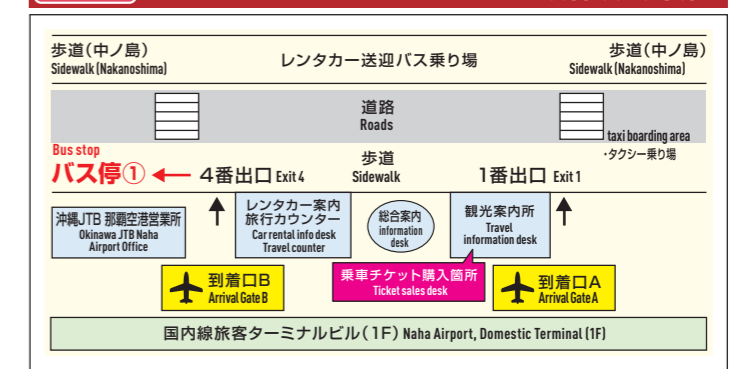 歩道(中ノ島)
Sidewalk (Nakanoshima)
レンタカー送迎バス乗り場
歩道(中ノ島)
Sidewalk (Nakanoshima)
道路
Roads
taxi boarding area
・タクシー乗り場
Bus stop
バス停①
4番出口 Exit 4
歩道
Sidewalk
1番出口 Exit 1
沖縄JTB 那覇空港営業所
Okinawa JTB Naha
Airport Office
レンタカー案内
旅行カウンター
Car rental info desk
Travel counter
総合案内
information
desk
観光案内所
Travel
information desk
乗車チケット購入箇所
Ticket sales desk
到着口B
Arrival Gate B
到着口A
Arrival Gate A
国内線旅客ターミナルビル(1F) Naha Airport, Domestic Terminal (1F)